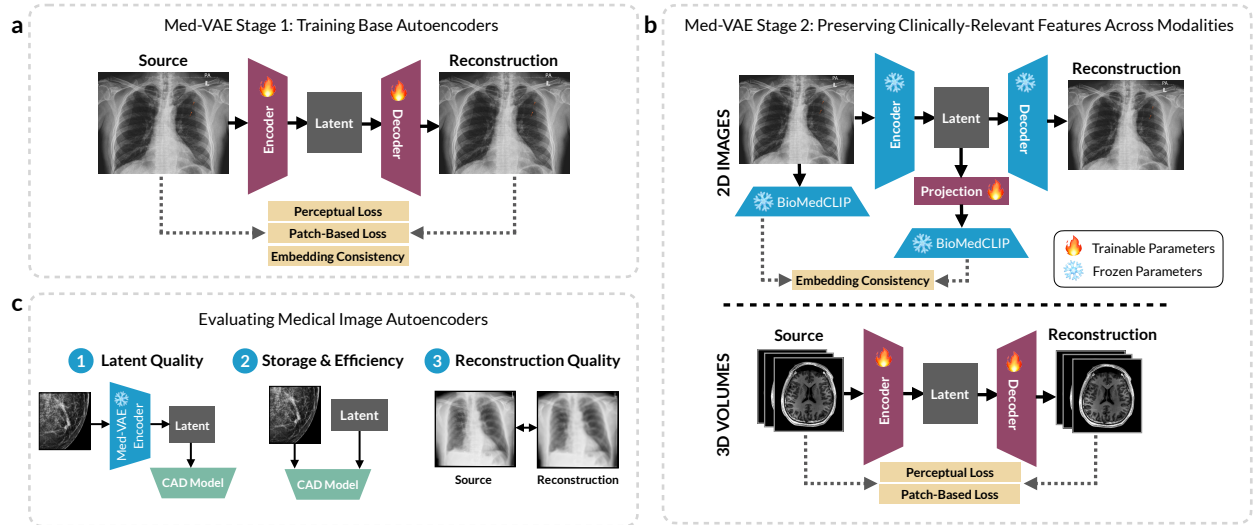 a
Med-VAE Stage 1: Training Base Autoencoders
Source
Reconstruction
PA
L
PA
L
Encoder
Latent
Decoder
Perceptual Loss
Patch-Based Loss
Embedding Consistency
b
Med-VAE Stage 2: Preserving Clinically-Relevant Features Across Modalities
2D IMAGES
Reconstruction
PA
L
PA
L
Encoder
Latent
Decoder
Projection
BioMedCLIP
BioMedCLIP
Embedding Consistency
Trainable Parameters
Frozen Parameters
3D VOLUMES
Source
Reconstruction
Encoder
Latent
Decoder
Perceptual Loss
Patch-Based Loss
c
Evaluating Medical Image Autoencoders
1 Latent Quality
Med-VAE
Encoder
Latent
CAD Model
2 Storage & Efficiency
Latent
CAD Model
3 Reconstruction Quality
Source
Reconstruction